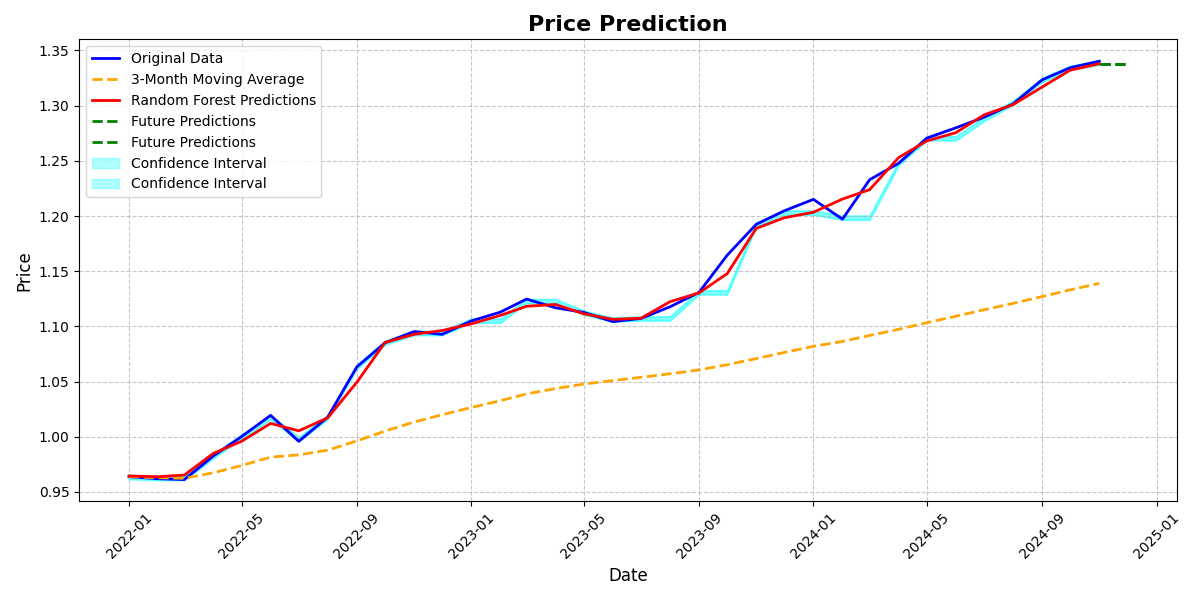 Price Prediction
Original Data
3-Month Moving Average
Random Forest Predictions
Future Predictions
Future Predictions
Confidence Interval
Confidence Interval
Price
1.35
1.30
1.25
1.20
1.15
1.10
1.05
1.00
0.95
2022-01
2022-05
2022-09
2023-01
2023-05
2023-09
2024-01
2024-05
2024-09
2025-01
Date